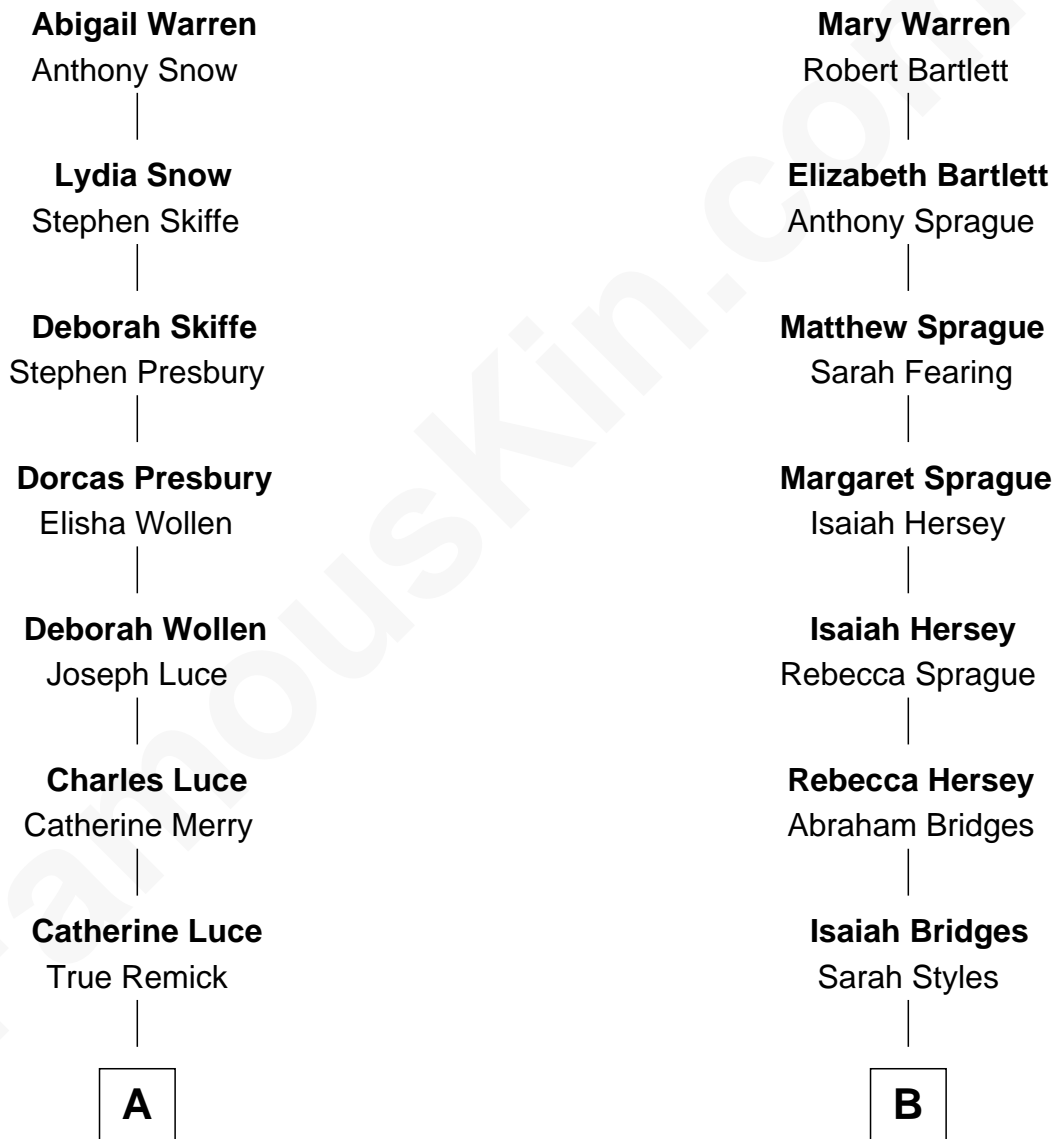 Abigail Warren
Anthony Snow
Lydia Snow
Stephen Skiffe
Deborah Skiffe
Stephen Presbury
Dorcas Presbury
Elisha Wollen
Deborah Wollen
Joseph Luce
Charles Luce
Catherine Merry
Catherine Luce
True Remick
A
Mary Warren
Robert Bartlett
Elizabeth Bartlett
Anthony Sprague
Matthew Sprague
Sarah Fearing
Margaret Sprague
Isaiah Hersey
Isaiah Hersey
Rebecca Sprague
Rebecca Hersey
Abraham Bridges
Isaiah Bridges
Sarah Styles
B
FamousKin.com